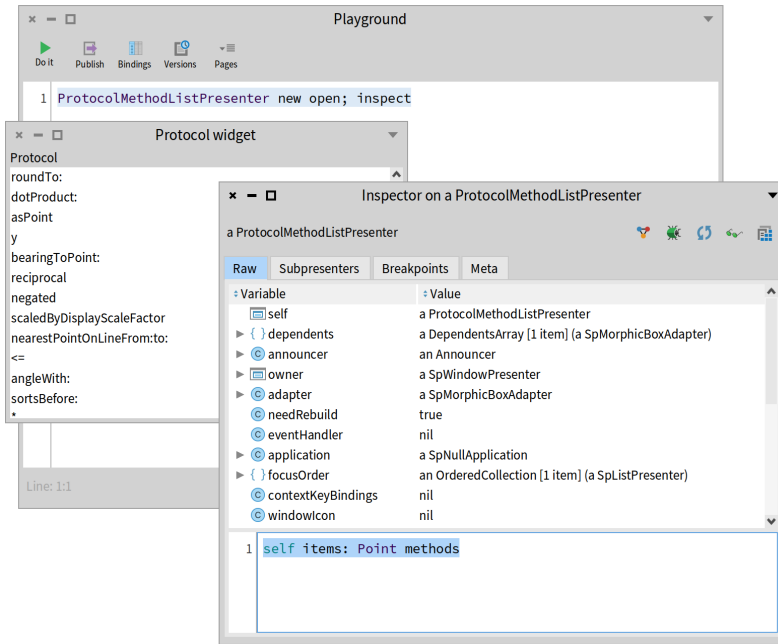 Playground
Do it
Publish
Bindings
Versions
Pages
1 ProtocolMethodListPresenter new open; inspect
Line: 1:1
Protocol widget
Protocol
roundTo:
dotProduct:
asPoint
y
bearingToPoint:
reciprocal
negated
scaledByDisplayScaleFactor
nearestPointOnLineFrom:to:
<=
angleWith:
sortsBefore:
*
Inspector on a ProtocolMethodListPresenter
a ProtocolMethodListPresenter
Raw Subpresenters Breakpoints Meta
Variable Value
self a ProtocolMethodListPresenter
{ } dependents a DependentsArray [1 item] (a SpMorphicBoxAdapter)
C announcer an Announcer
owner a SpWindowPresenter
C adapter a SpMorphicBoxAdapter
C needRebuild true
C eventHandler nil
C application a SpNullApplication
{ } focusOrder an OrderedCollection [1 item] (a SpListPresenter)
C contextKeyBindings nil
C windowIcon nil
1 self items: Point methods